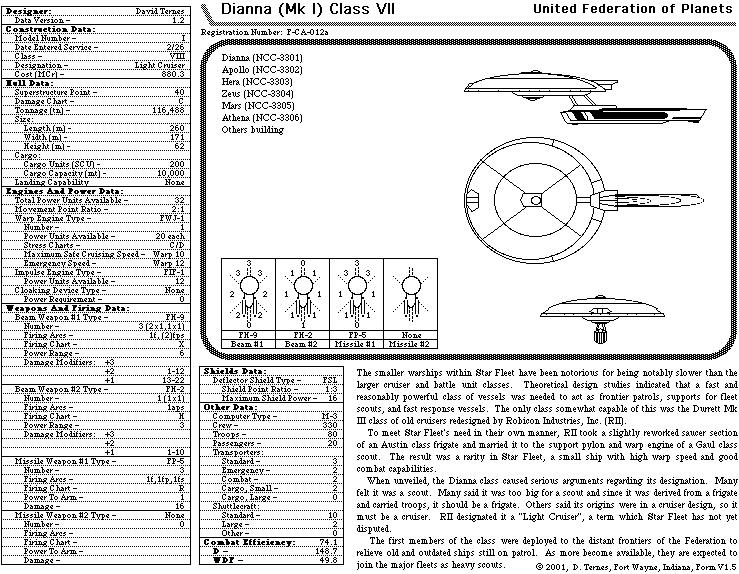 Dianna (Mk I) Class VII
United Federation of Planets
Registration Number: F-CA-012a
Designer: David Ternes
Data Version - 1.2
Construction Data:
Model Number - I
Date Entered Service - 2/26
Class - VIII
Designation - Light Cruiser
Cost (MCr) - 880.3
Hull Data:
Superstructure Point - 40
Damage Chart - C
Tonnage (tn) - 116,488
Size:
Length (m) - 260
Width (m) - 171
Height (m) - 62
Cargo:
Cargo Units (SCU) - 200
Cargo Capacity (mt) - 10,000
Landing Capability None
Engines And Power Data:
Total Power Units Available - 32
Movement Point Ratio - 2:1
Warp Engine Type - FWJ-1
Number - 1
Power Units Available - 20 each
Stress Charts - C/D
Maximum Safe Cruising Speed - Warp 10
Emergency Speed - Warp 12
Impulse Engine Type - FIF-1
Power Units Available - 12
Cloaking Device Type - None
Power Requirement - 0
Weapons And Firing Data:
Beam Weapon #1 Type - FH-9
Number - 3 (2x1,1x1)
Firing Arcs - 1f, (2)fps
Firing Chart - X
Power Range - 6
Damage Modifiers: +3
+2 1-12
+1 13-22
Beam Weapon #2 Type - FH-2
Number - 1 (1x1)
Firing Arcs - 1aps
Firing Chart - H
Power Range - 3
Damage Modifiers: +3
+2
+1 1-10
Missile Weapon #1 Type - FP-5
Number - 3
Firing Arcs - 1f,1fp,1fs
Firing Chart - R
Power To Arm - 1
Damage - 16
Missile Weapon #2 Type - None
Number - 0
Firing Arcs -
Firing Chart -
Power To Arm -
Damage -
Dianna (NCC-3301)
Apollo (NCC-3302)
Hera (NCC-3303)
Zeus (NCC-3304)
Mars (NCC-3305)
Athena (NCC-3306)
Others building
3 0 3
3 3 1 1 1 1
2 2 1 1 1 1
0 1 0
FH-9 FH-2 FP-5 None
Beam #1 Beam #2 Missile #1 Missile #2
Shields Data:
Deflector Shield Type - FSL
Shield Point Ratio - 1:3
Maximum Shield Power - 16
Other Data:
Computer Type - M-3
Crew - 330
Troops - 80
Passengers - 20
Transporters:
Standard - 3
Emergency - 2
Combat - 2
Cargo, Small - 2
Cargo, Large - 0
Shuttlecraft:
Standard - 10
Large - 2
Other - 0
Combat Efficiency: 74.1
D - 148.7
WDF - 49.8
The smaller warships within Star Fleet have been notorious for being notably slower than the
larger cruiser and battle unit classes. Theoretical design studies indicated that a fast and
reasonably powerful class of vessels was needed to act as frontier patrols, supports for fleet
scouts, and fast response vessels. The only class somewhat capable of this was the Durrett Mk
III class of old cruisers redesigned by Robicon Industries, Inc. (RII).
To meet Star Fleet's need in their own manner, RII took a slightly reworked saucer section
of an Austin class frigate and married it to the support pylon and warp engine of a Gaul class
scout. The result was a rarity in Star Fleet, a small ship with high warp speed and good
combat capabilities.
When unveiled, the Dianna class caused serious arguments regarding its designation. Many
felt it was a scout. Many said it was too big for a scout and since it was derived from a frigate
and carried troops, it should be a frigate. Others said its origins were in a cruiser design, so it
must be a cruiser. RII designated it a "Light Cruiser", a term which Star Fleet has not yet
disputed.
The first members of the class were deployed to the distant frontiers of the Federation to
relieve old and outdated ships still on patrol. As more become available, they are expected to
join the major fleets as heavy scouts.
© 2001, D. Ternes, Fort Wayne, Indiana, Form V1.5